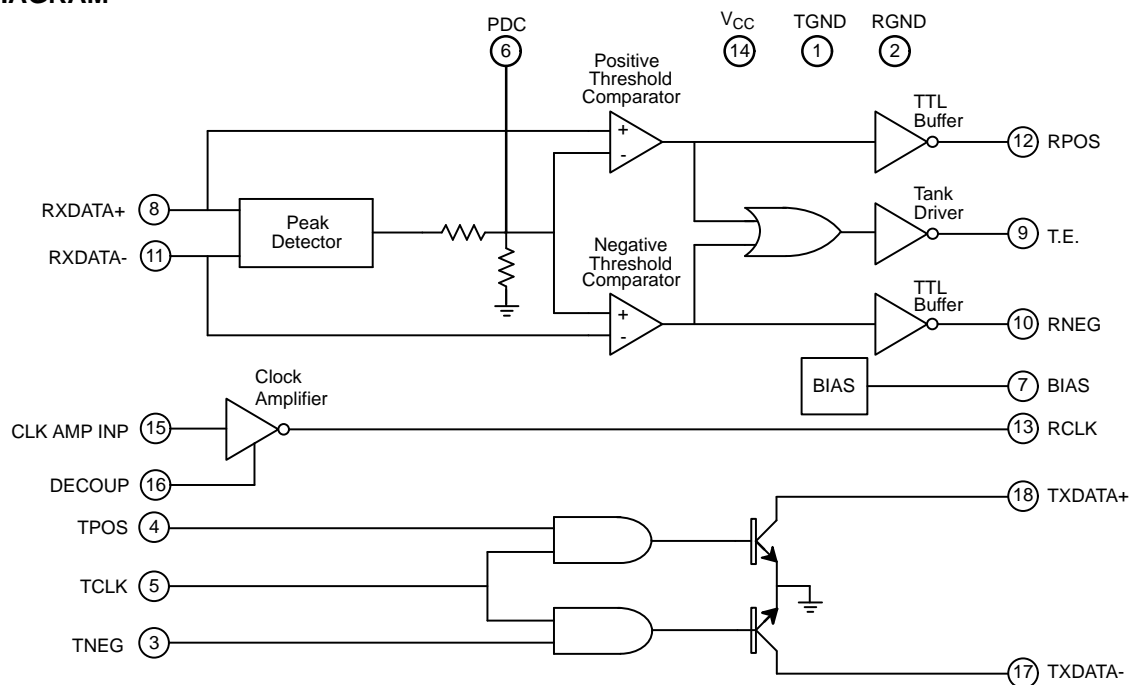 PDC
6
VCC
14
TGND
1
RGND
2
Positive
Threshold
Comparator
+
-
TTL
Buffer
12 RPOS
RXDATA+ 8
Peak
Detector
Tank
Driver
9 T.E.
RXDATA- 11
Negative
Threshold
Comparator
+
-
TTL
Buffer
10 RNEG
BIAS
7 BIAS
Clock
Amplifier
CLK AMP INP 15
13 RCLK
DECOUP 16
18 TXDATA+
TPOS 4
TCLK 5
TNEG 3
17 TXDATA-